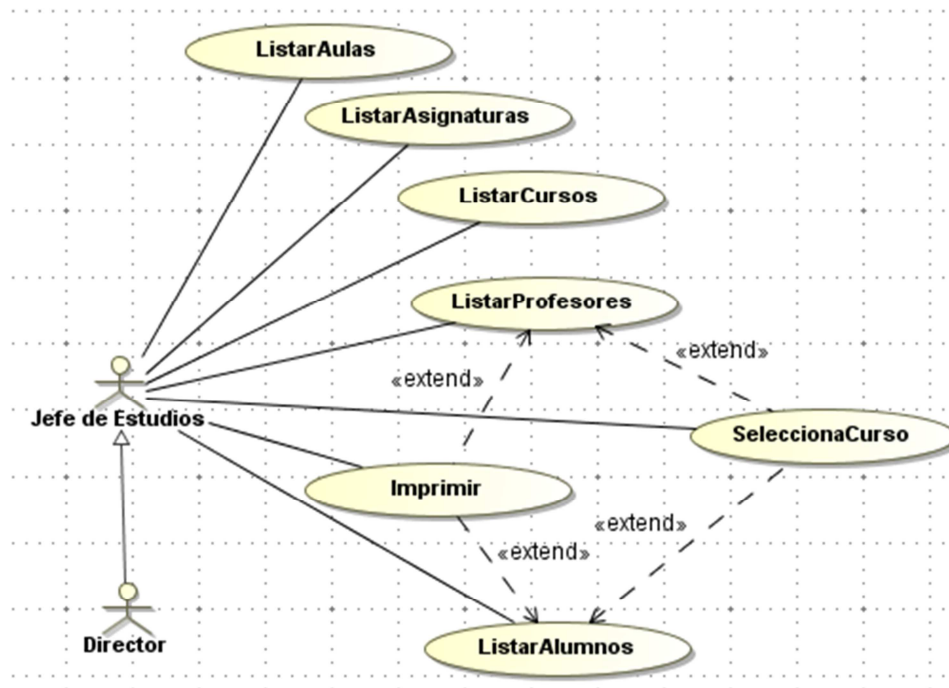 ListarAulas
ListarAsignaturas
ListarCursos
ListarProfesores
«extend»
«extend»
Jefe de Estudios
SeleccionaCurso
Imprimir
«extend»
«extend»
Director
ListarAlumnos